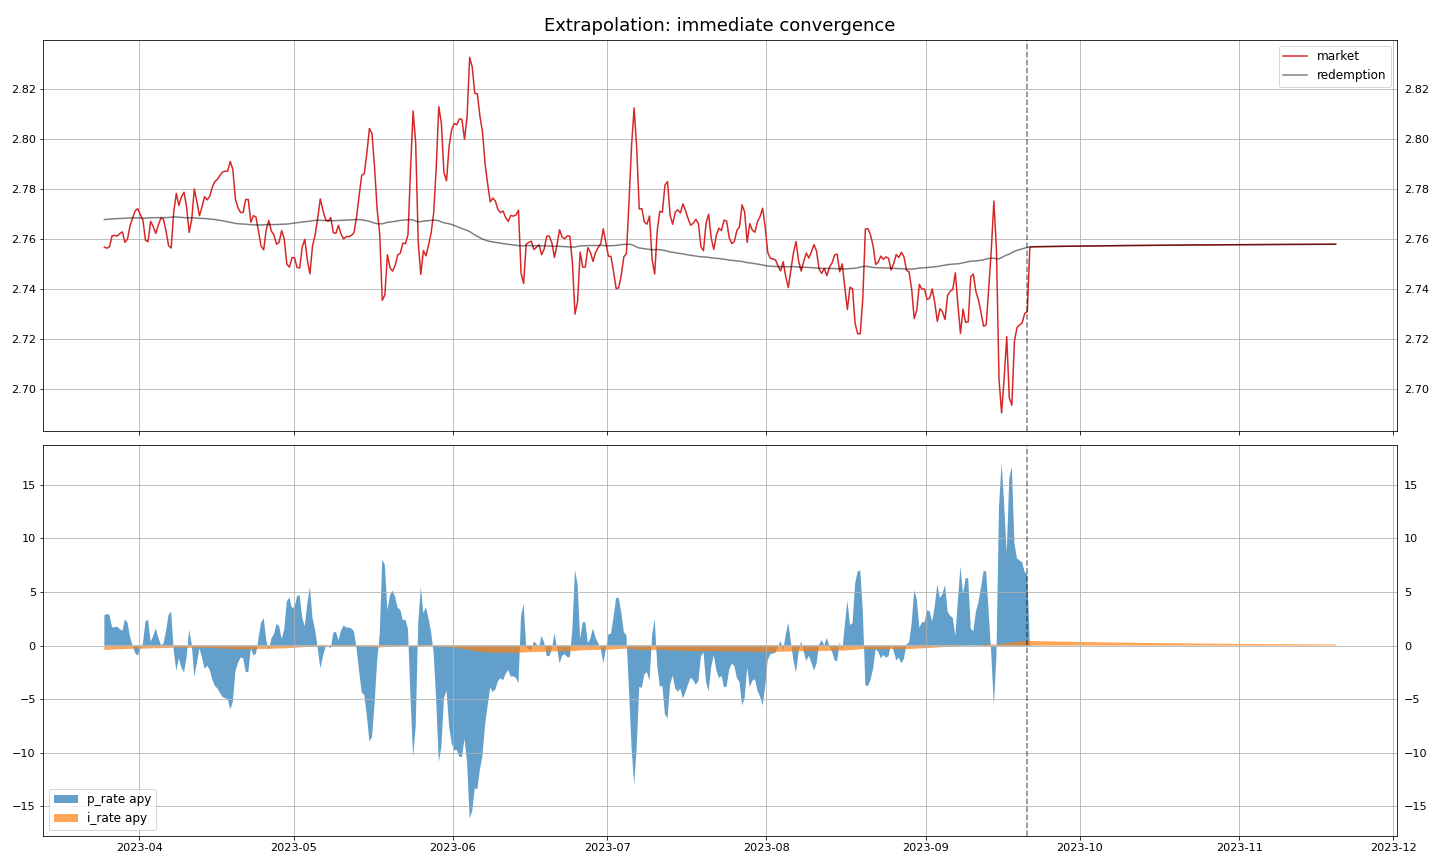 Extrapolation: immediate convergence
market
redemption
2.82 2.82
2.80 2.80
2.78 2.78
2.76 2.76
2.74 2.74
2.72 2.72
2.70 2.70
15 15
10 10
5 5
0 0
−5 −5
−10 −10
−15 −15
p_rate apy
i_rate apy
2023-04 2023-05 2023-06 2023-07 2023-08 2023-09 2023-10 2023-11 2023-12